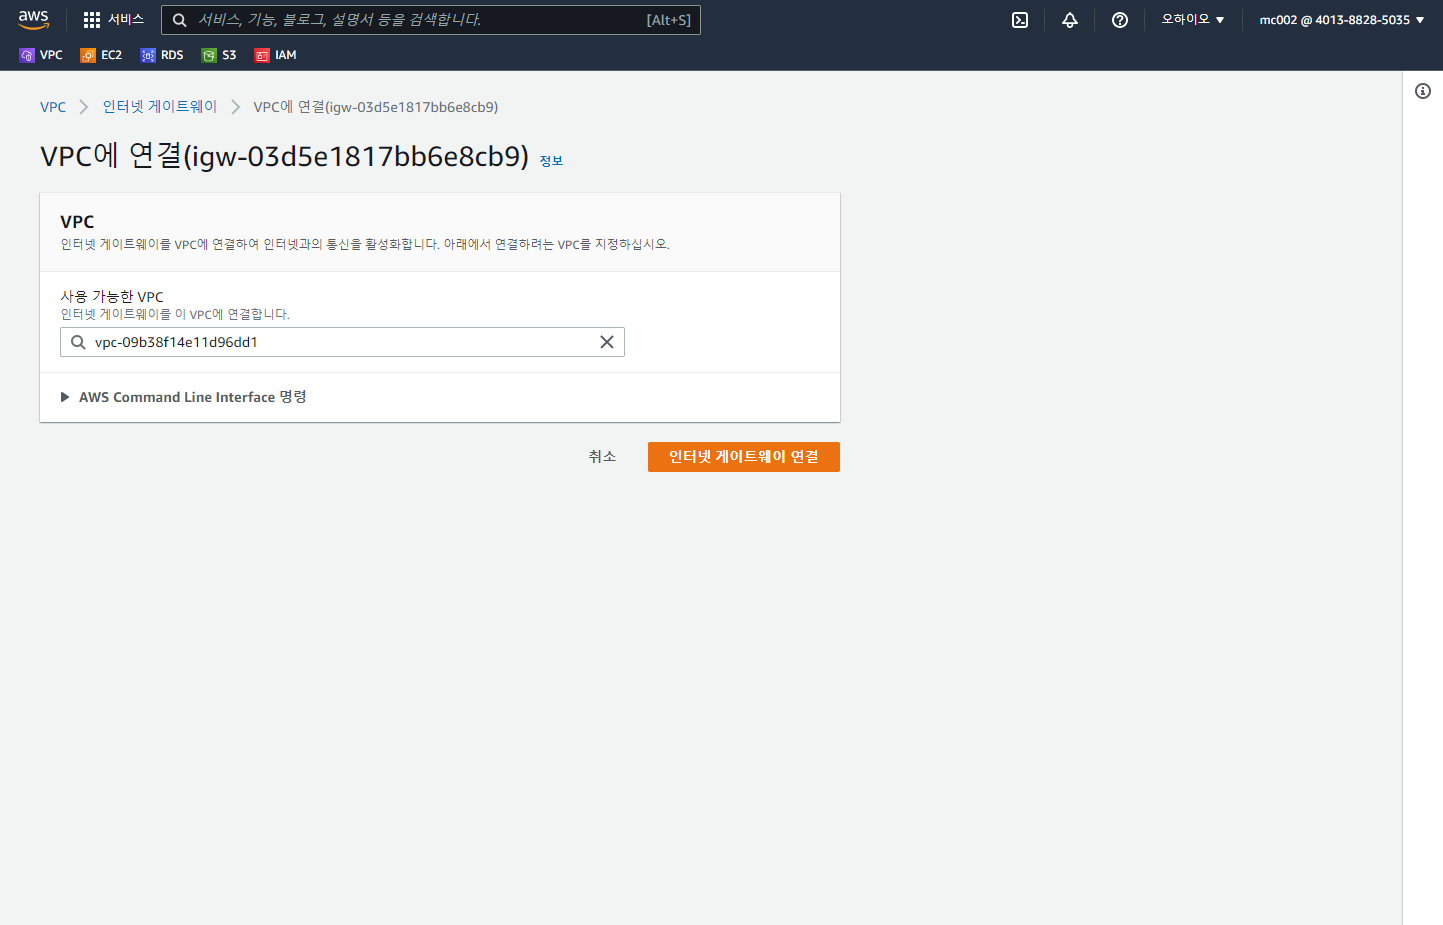 aws 서비스 서비스, 기능, 블로그, 설명서 등을 검색합니다. [Alt+S] 오하이오 mc002 @ 4013-8828-5035
VPC EC2 RDS S3 IAM
VPC 인터넷 게이트웨이 VPC에 연결(igw-03d5e1817bb6e8cb9)
VPC에 연결(igw-03d5e1817bb6e8cb9) 정보
VPC
인터넷 게이트웨이를 VPC에 연결하여 인터넷과의 통신을 활성화합니다. 아래에서 연결하려는 VPC를 지정하십시오.
사용 가능한 VPC
인터넷 게이트웨이를 이 VPC에 연결합니다.
vpc-09b38f14e11d96dd1
AWS Command Line Interface 명령
취소 인터넷 게이트웨이 연결